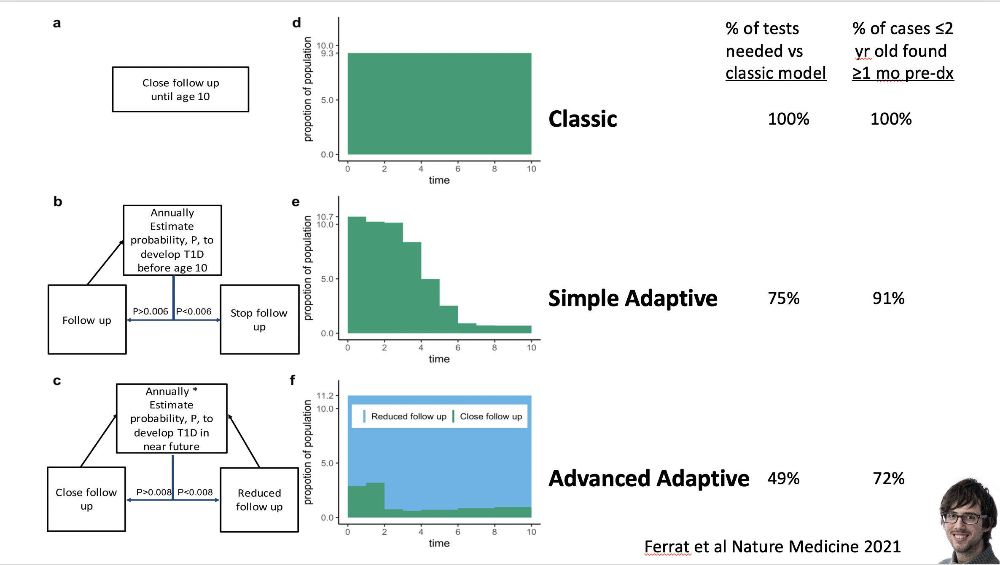 a
Close follow up
until age 10
d
propotion of population
10.0
9.3
5.0
0.0
0 2 4 6 8 10
time
% of tests
needed vs
classic model
% of cases ≤2
yr old found
≥1 mo pre-dx
Classic
100%
100%
b
Annually
Estimate
probability, P, to
develop T1D
before age 10
P>0.006
P<0.006
Follow up
Stop follow
up
e
propotion of population
10.7
10.0
5.0
0.0
0 2 4 6 8 10
time
Simple Adaptive
75%
91%
c
Annually *
Estimate
probability, P, to
develop T1D in
near future
P>0.008
P<0.008
Close follow
up
Reduced
follow up
f
propotion of population
11.2
10.0
5.0
0.0
Reduced follow up
Close follow up
0 2 4 6 8 10
time
Advanced Adaptive
49%
72%
Ferrat et al Nature Medicine 2021